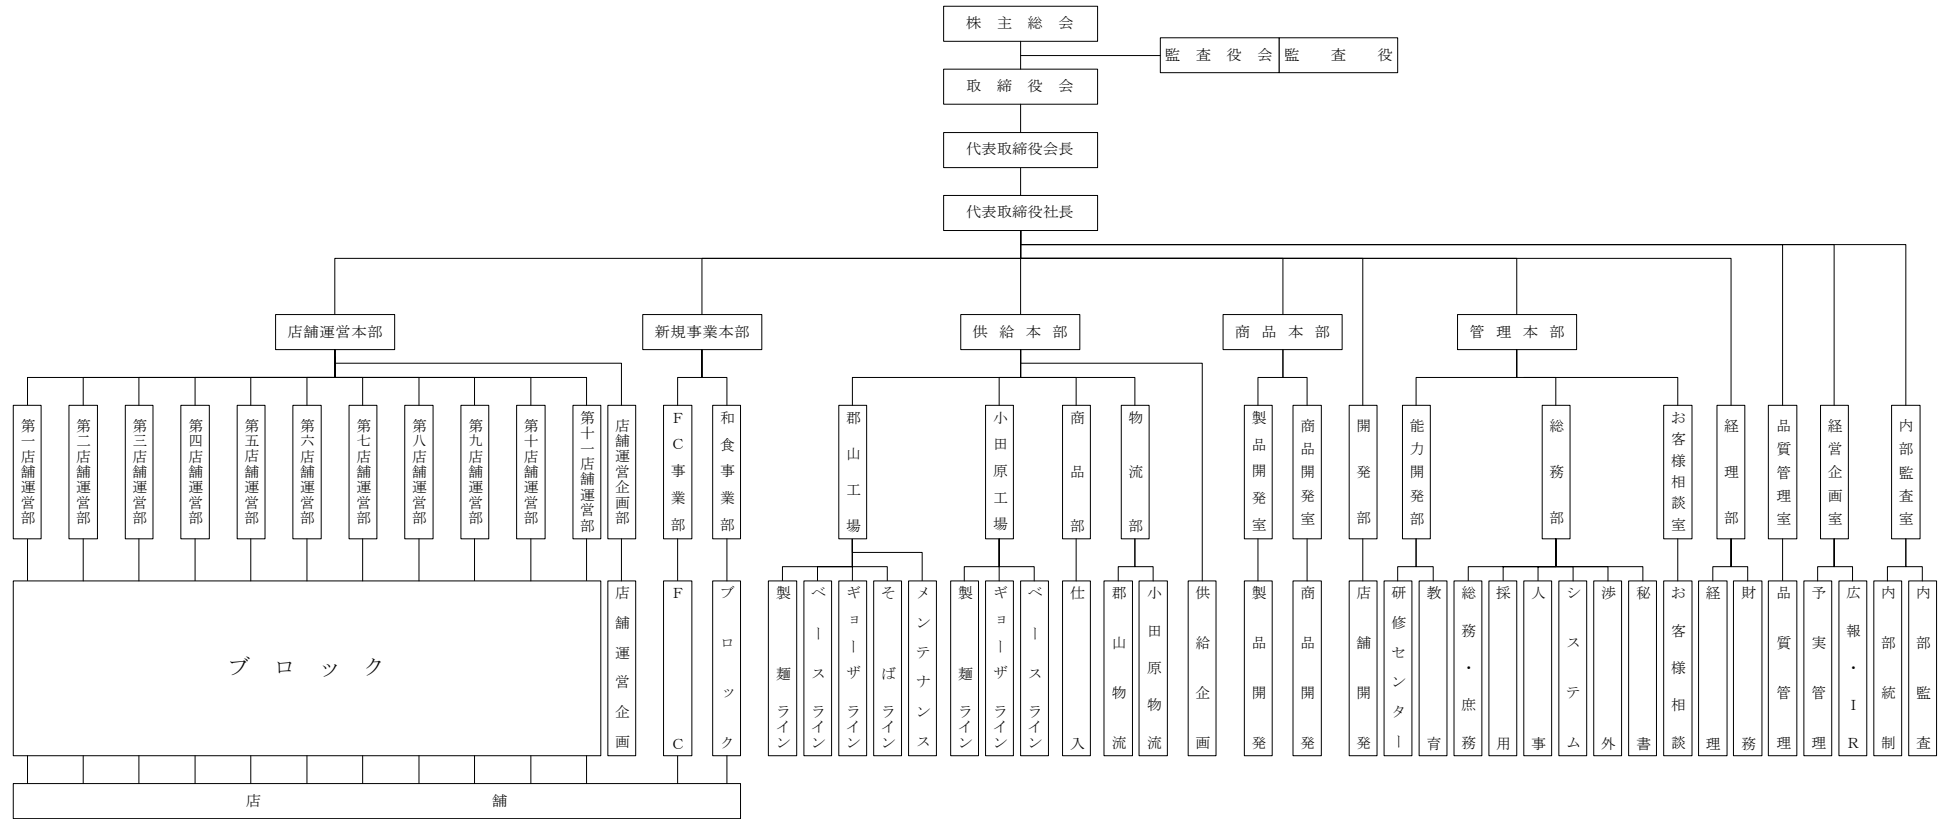 株主総会
監査役会
監査役
取締役会
代表取締役会長
代表取締役社長
店舗運営本部
新規事業本部
供給本部
商品本部
管理本部
第一店舗運営部
第二店舗運営部
第三店舗運営部
第四店舗運営部
第五店舗運営部
第六店舗運営部
第七店舗運営部
第八店舗運営部
第九店舗運営部
第十店舗運営部
第十一店舗運営部
店舗運営企画部
FC事業部
和食事業部
郡山工場
小田原工場
商品部
物流部
製品開発室
商品開発室
開発部
能力開発部
総務部
お客様相談室
経理部
品質管理室
経営企画室
内部監査室
ブロック
店舗運営企画
FC
ブロック
製麺ライン
ベースライン
ギョーザライン
そばライン
メンテナンス
製麺ライン
ギョーザライン
ベースライン
仕入
郡山物流
小田原物流
供給企画
製品開発
商品開発
店舗開発
研修センター
教育
総務・庶務
採用
人事
システム
渉外
秘書
お客様相談
経理
財務
品質管理
予実管理
広報・IR
内部統制
内部監査
店舗